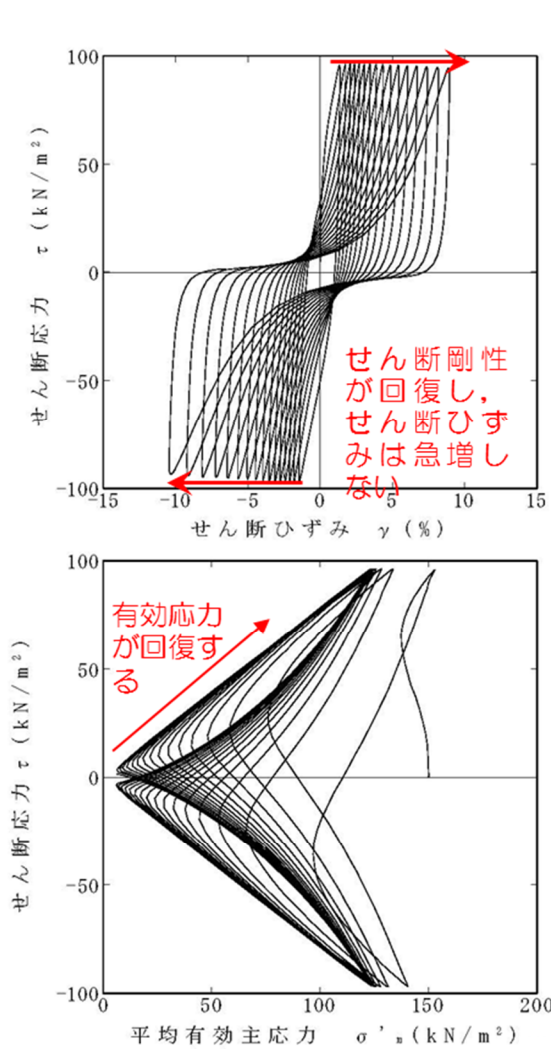 100
50
0
-50
-100
せん断応力 τ (kN/m²)
せん断剛性
が回復し,
せん断ひず
みは急増し
ない
-15 -10 -5 0 5 10 15
せん断ひずみ γ (%)
100
50
0
-50
-100
せん断応力 τ (kN/m²)
有効応力
が回復す
る
0 50 100 150 200
平均有効主応力 σ'ₘ (kN/m²)